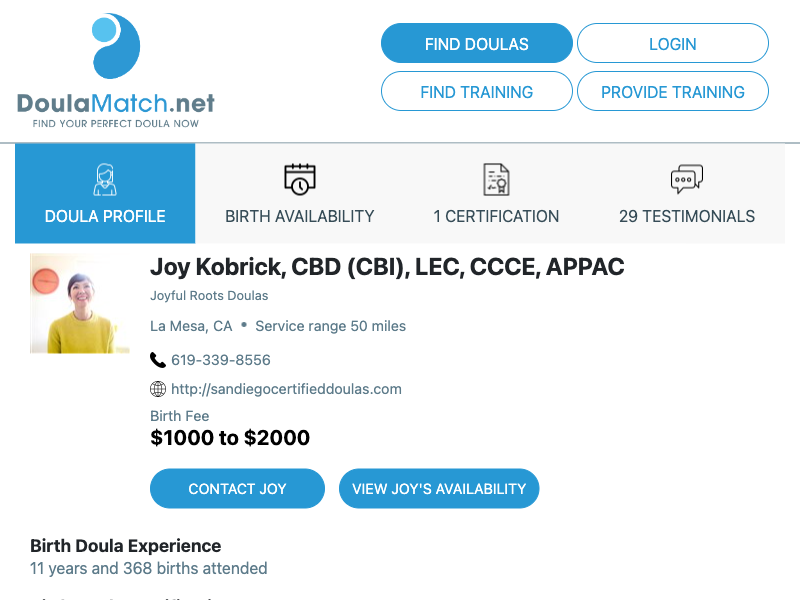 DoulaMatch.net
FIND YOUR PERFECT DOULA NOW
FIND DOULAS
LOGIN
FIND TRAINING
PROVIDE TRAINING
DOULA PROFILE
BIRTH AVAILABILITY
1 CERTIFICATION
29 TESTIMONIALS
Joy Kobrick, CBD (CBI), LEC, CCCE, APPAC
Joyful Roots Doulas
La Mesa, CA • Service range 50 miles
619-339-8556
http://sandiegocertifieddoulas.com
Birth Fee
$1000 to $2000
CONTACT JOY
VIEW JOY'S AVAILABILITY
Birth Doula Experience
11 years and 368 births attended